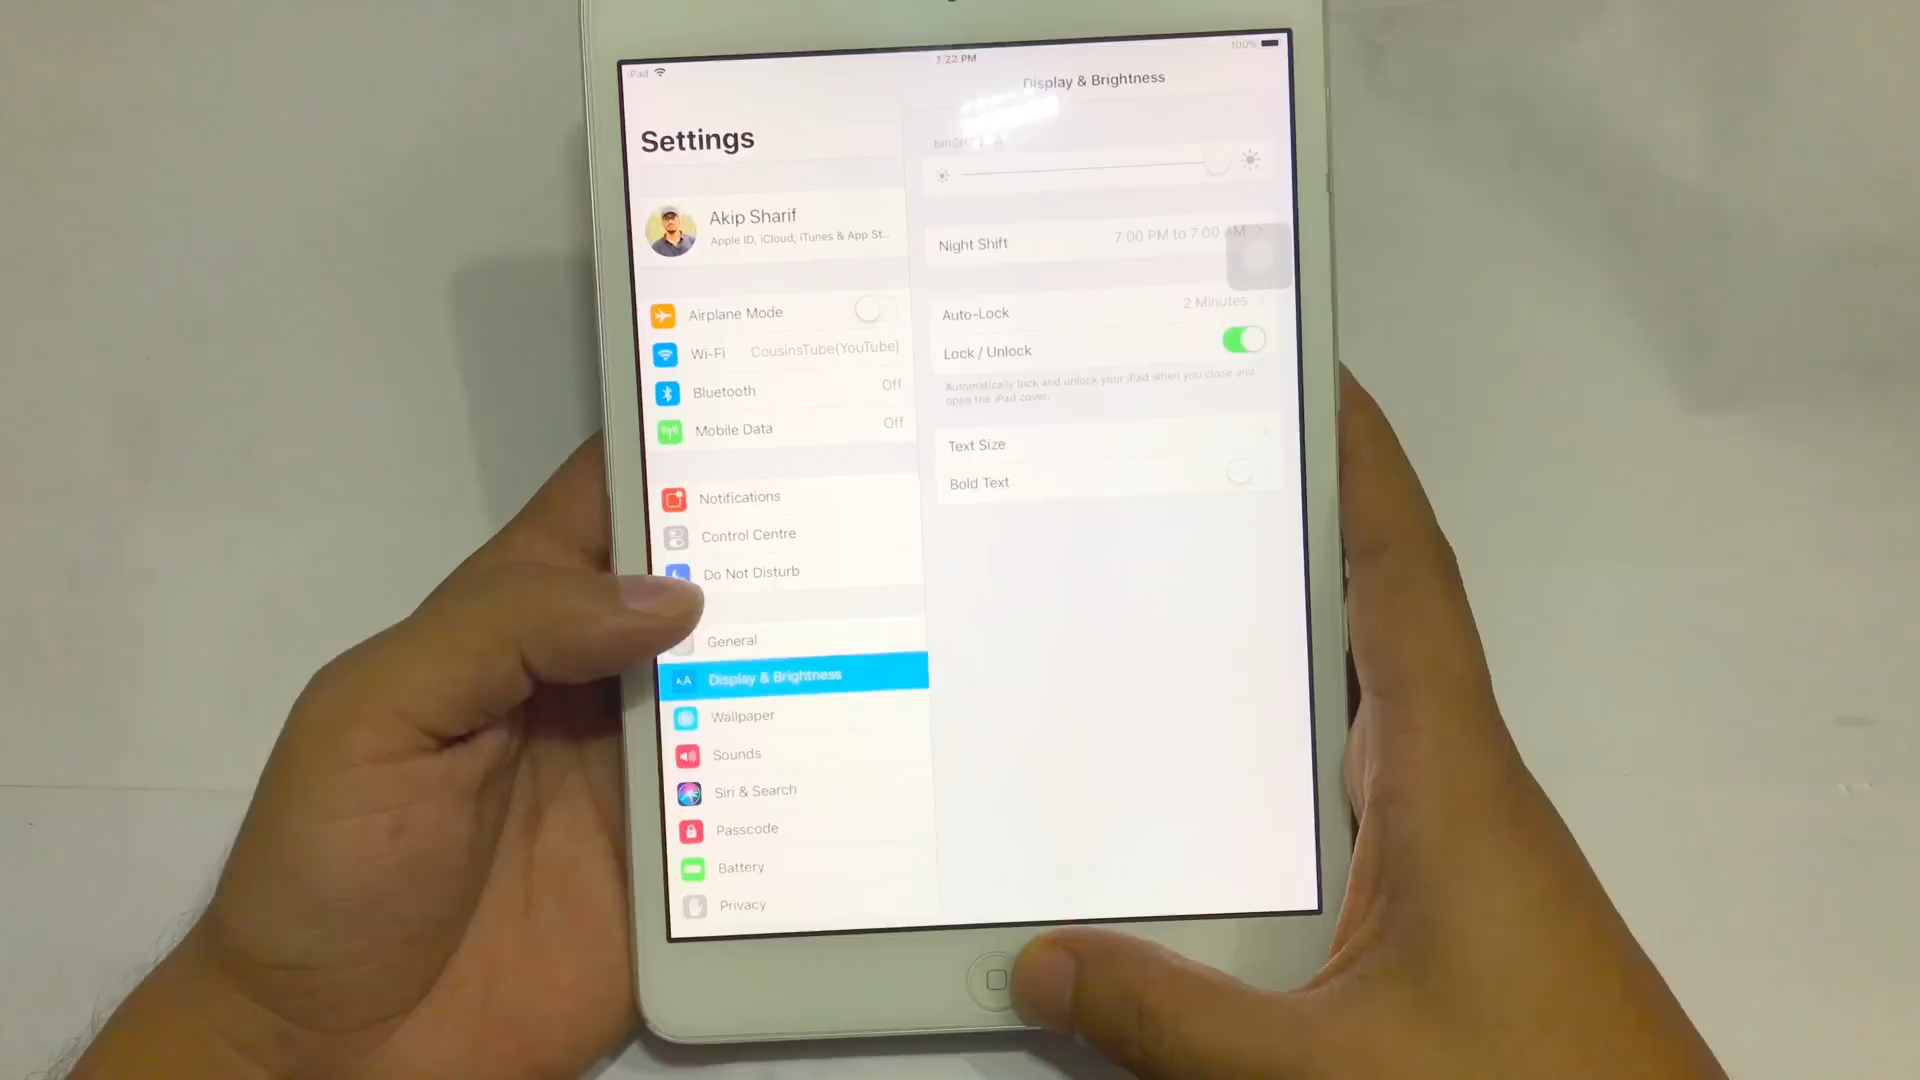 iPad
7:22 PM
100%
Settings
Display & Brightness
Akip Sharif
Apple ID, iCloud, iTunes & App St...
Airplane Mode
Wi-Fi CousinsTube(YouTube)
Bluetooth Off
Mobile Data Off
Notifications
Control Centre
Do Not Disturb
General
AA Display & Brightness
Wallpaper
Sounds
Siri & Search
Passcode
Battery
Privacy
Night Shift 7:00 PM to 7:00 AM
Auto-Lock 2 Minutes
Lock / Unlock
Automatically lock and unlock your iPad when you close and
open the iPad cover.
Text Size
Bold Text